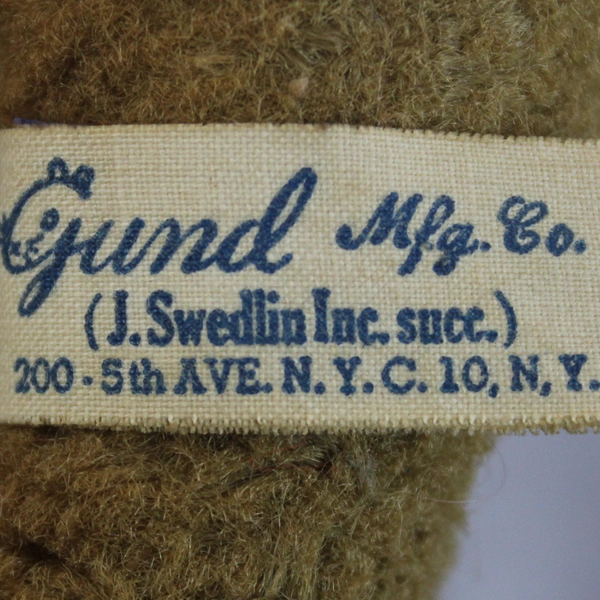 Gund Mfg. Co.
(J. Swedlin Inc. succ.)
200 - 5th AVE. N. Y. C. 10, N, Y.